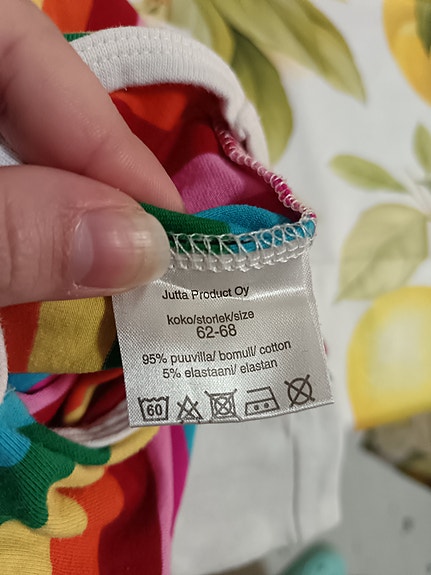 Jutta Product Oy
koko/storlek/size
62-68
95% puuvilla/ bomull/ cotton
5% elastaani/ elastan
60